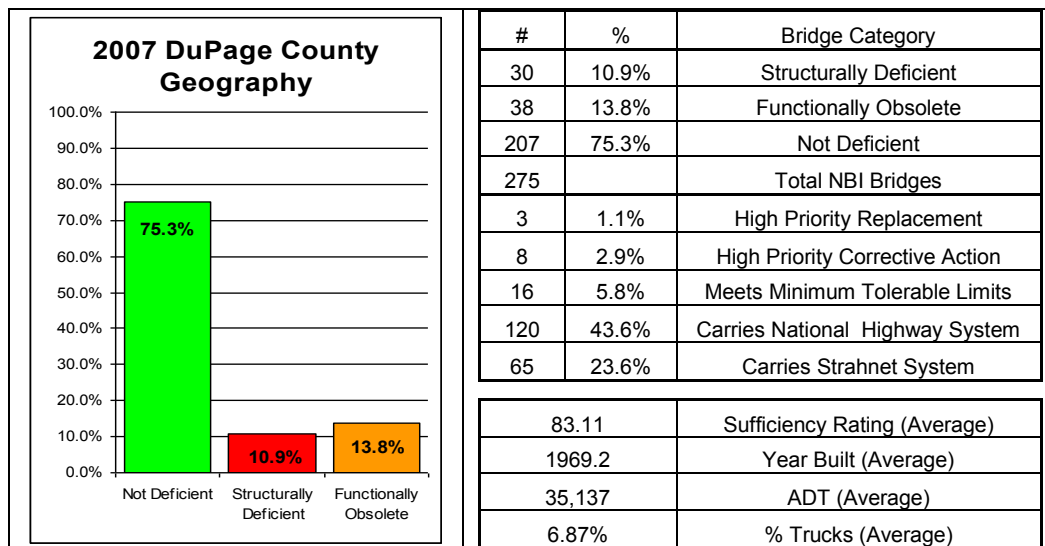 2007 DuPage County
Geography
100.0%
90.0%
80.0%
70.0%
60.0%
50.0%
40.0%
30.0%
20.0%
10.0%
0.0%
75.3%
10.9%
13.8%
Not Deficient Structurally Functionally
Deficient Obsolete
# % Bridge Category
30 10.9% Structurally Deficient
38 13.8% Functionally Obsolete
207 75.3% Not Deficient
275 Total NBI Bridges
3 1.1% High Priority Replacement
8 2.9% High Priority Corrective Action
16 5.8% Meets Minimum Tolerable Limits
120 43.6% Carries National Highway System
65 23.6% Carries Strahnet System
83.11 Sufficiency Rating (Average)
1969.2 Year Built (Average)
35,137 ADT (Average)
6.87% % Trucks (Average)